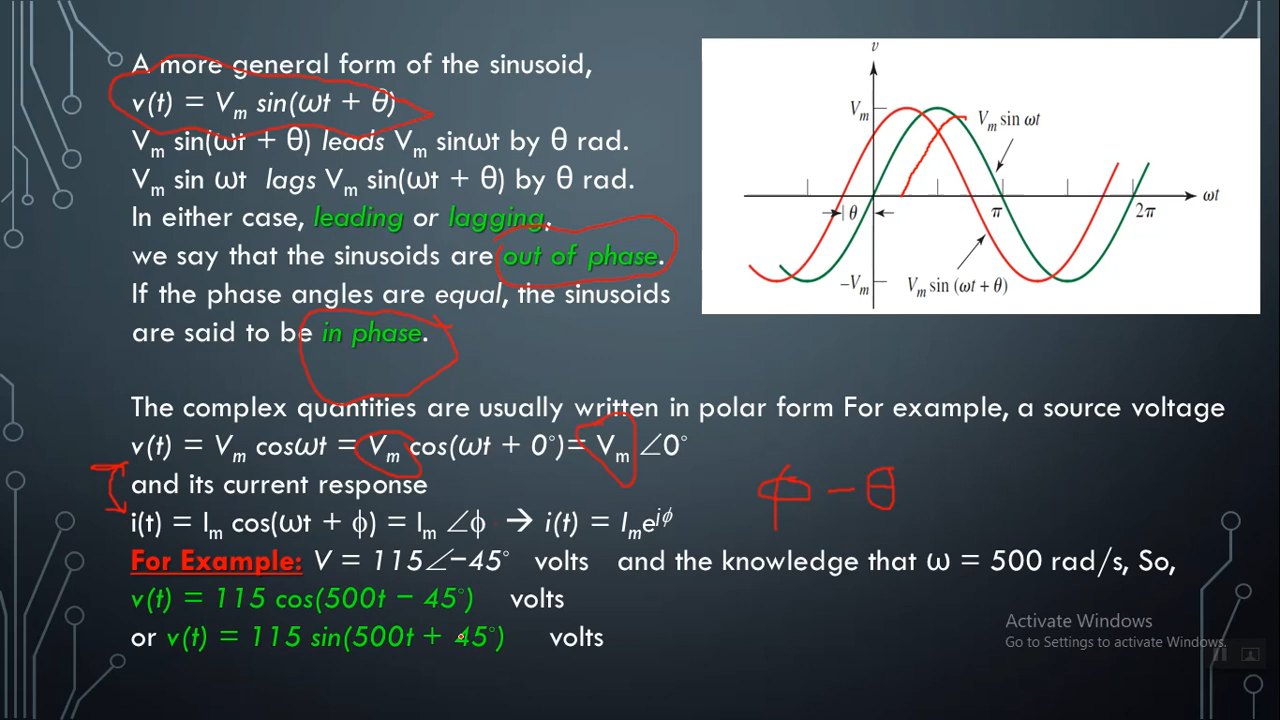 A more general form of the sinusoid,
v(t) = Vm sin(ωt + θ)
Vm sin(ωt + θ) leads Vm sinωt by θ rad.
Vm sin ωt lags Vm sin(ωt + θ) by θ rad.
In either case, leading or lagging.
we say that the sinusoids are out of phase.
If the phase angles are equal, the sinusoids
are said to be in phase.
v
Vm
Vm sin ωt
ωt
θ
π
2π
−Vm
Vm sin (ωt + θ)
The complex quantities are usually written in polar form For example, a source voltage
v(t) = Vm cosωt = Vm cos(ωt + 0°)= Vm ∠0°
and its current response
ϕ − θ
i(t) = Im cos(ωt + ϕ) = Im ∠ϕ → i(t) = Imeiϕ
For Example: V = 115∠−45° volts and the knowledge that ω = 500 rad/s, So,
v(t) = 115 cos(500t − 45°) volts
or v(t) = 115 sin(500t + 45°) volts
Activate Windows
Go to Settings to activate Windows.